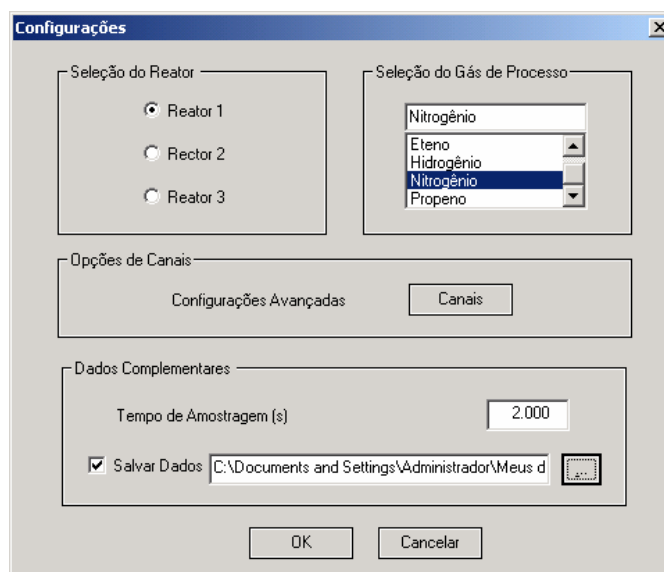 Configurações
Seleção do Reator
Reator 1
Rector 2
Reator 3
Seleção do Gás de Processo
Nitrogênio
Eteno
Hidrogênio
Nitrogênio
Propeno
Opções de Canais
Configurações Avançadas Canais
Dados Complementares
Tempo de Amostragem (s) 2.000
Salvar Dados C:\Documents and Settings\Administrador\Meus d ...
OK Cancelar